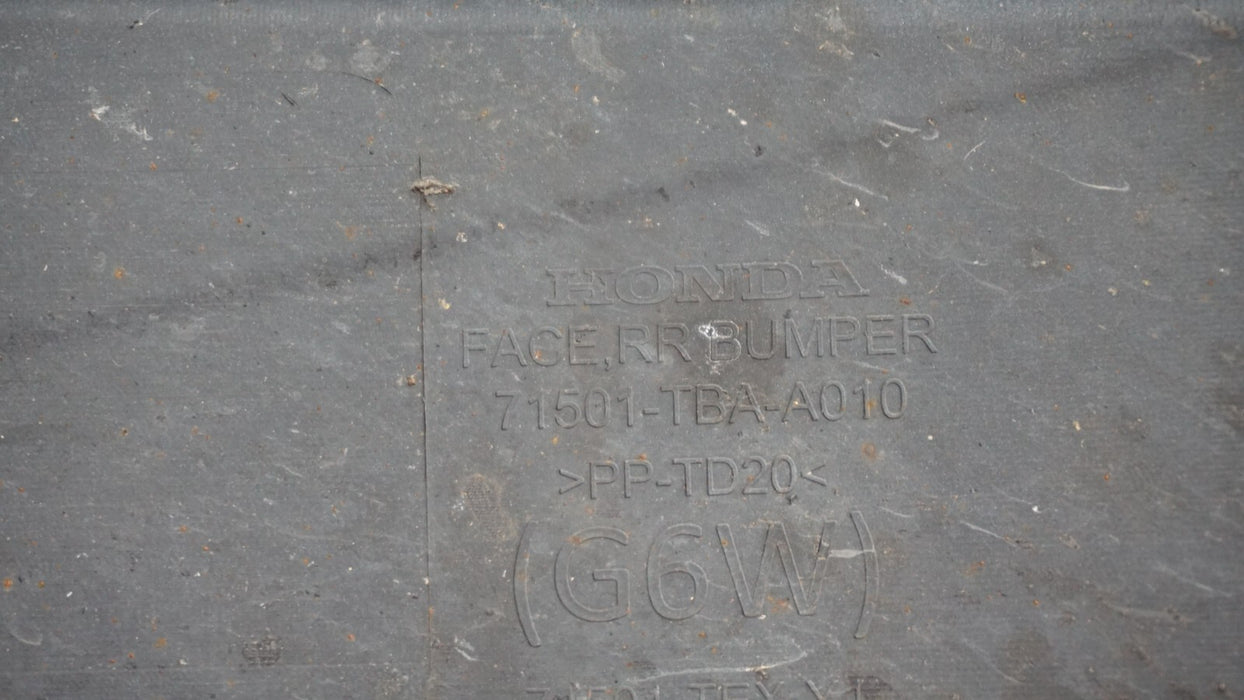 HONDA
FACE,RR BUMPER
71501-TBA-A010
>PP-TD20<
(G6W)